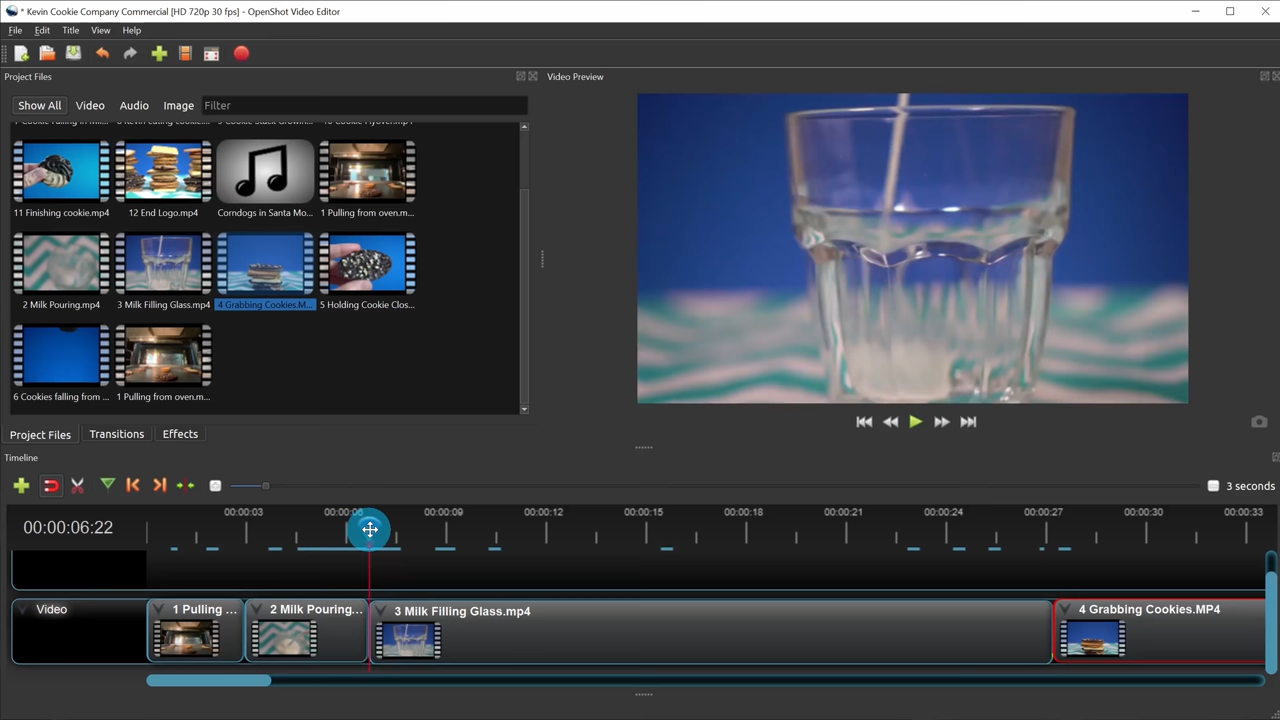 * Kevin Cookie Company Commercial [HD 720p 30 fps] - OpenShot Video Editor
File Edit Title View Help
Project Files
Video Preview
Show All Video Audio Image Filter
11 Finishing cookie.mp4 12 End Logo.mp4 Corndogs in Santa Mo... 1 Pulling from oven.m...
2 Milk Pouring.mp4 3 Milk Filling Glass.mp4 4 Grabbing Cookies.M... 5 Holding Cookie Clos...
6 Cookies falling from ... 1 Pulling from oven.m...
Project Files Transitions Effects
Timeline
3 seconds
00:00:06:22
00:00:03 00:00:06 00:00:09 00:00:12 00:00:15 00:00:18 00:00:21 00:00:24 00:00:27 00:00:30 00:00:33
Video
1 Pulling ... 2 Milk Pouring... 3 Milk Filling Glass.mp4 4 Grabbing Cookies.MP4